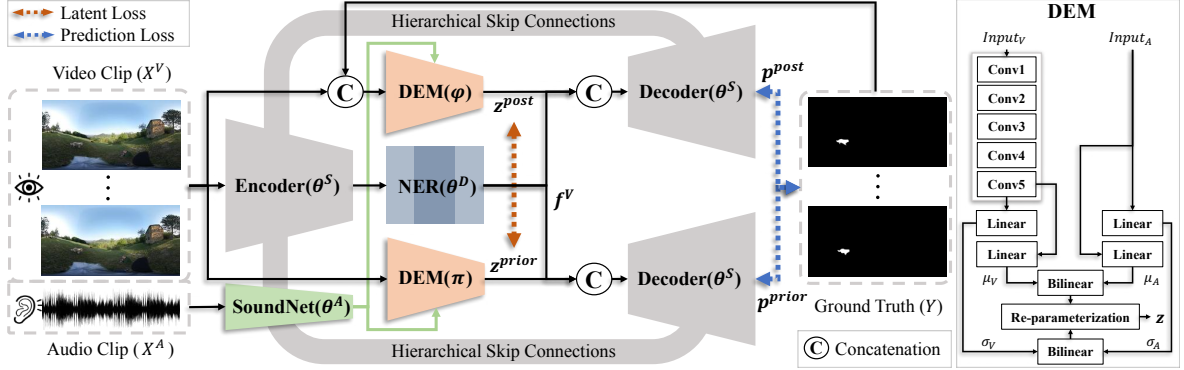 Latent Loss
Prediction Loss
Video Clip (X^V)
Audio Clip (X^A)
Hierarchical Skip Connections
C
DEM(φ)
z^post
C
Decoder(θ^S)
p^post
Encoder(θ^S)
NER(θ^D)
f^V
DEM(π)
z^prior
C
Decoder(θ^S)
p^prior
SoundNet(θ^A)
Hierarchical Skip Connections
Ground Truth (Y)
C Concatenation
DEM
Input_V
Input_A
Conv1
Conv2
Conv3
Conv4
Conv5
Linear
Linear
Linear
Linear
μ_V
Bilinear
μ_A
Re-parameterization
z
σ_V
Bilinear
σ_A